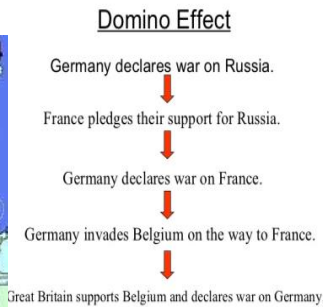 Domino Effect
Germany declares war on Russia.
France pledges their support for Russia.
Germany declares war on France.
Germany invades Belgium on the way to France.
Great Britain supports Belgium and declares war on Germany